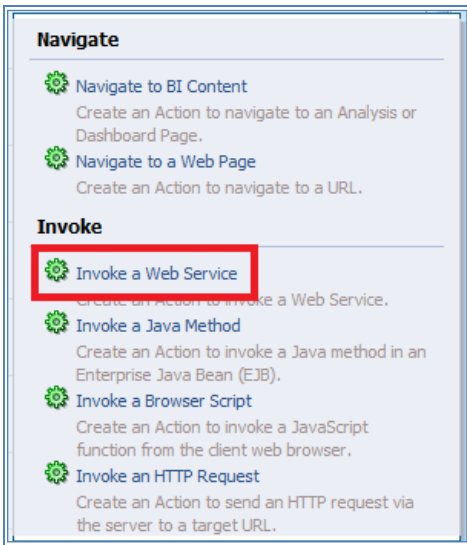 Navigate
Navigate to BI Content
Create an Action to navigate to an Analysis or
Dashboard Page.
Navigate to a Web Page
Create an Action to navigate to a URL.
Invoke
Invoke a Web Service
Create an Action to invoke a Web Service.
Invoke a Java Method
Create an Action to invoke a Java method in an
Enterprise Java Bean (EJB).
Invoke a Browser Script
Create an Action to invoke a JavaScript
function from the client web browser.
Invoke an HTTP Request
Create an Action to send an HTTP request via
the server to a target URL.